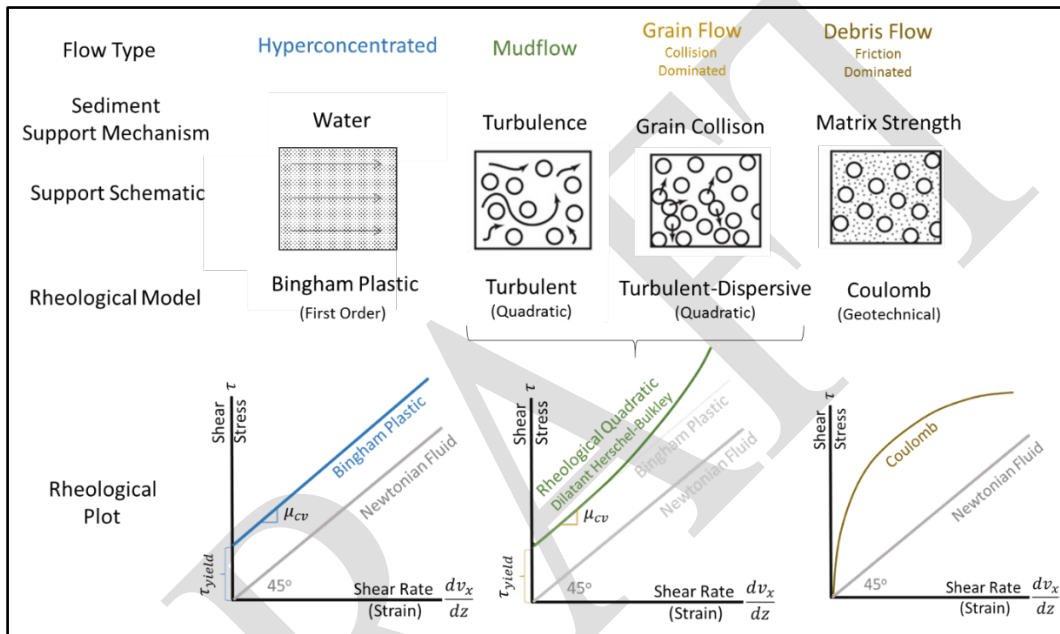 Flow Type
Hyperconcentrated
Mudflow
Grain Flow
Collision
Dominated
Debris Flow
Friction
Dominated
Sediment
Support Mechanism
Water
Turbulence
Grain Collison
Matrix Strength
Support Schematic
Rheological Model
Bingham Plastic
(First Order)
Turbulent
(Quadratic)
Turbulent-Dispersive
(Quadratic)
Coulomb
(Geotechnical)
Rheological
Plot
Shear τ
Stress
Bingham Plastic
Newtonian Fluid
μcv
τyield
45°
Shear Rate
(Strain)
dvx
dz
Shear τ
Stress
Rheological Quadratic
Dilatant Herschel-Bulkley
Bingham Plastic
Newtonian Fluid
μcv
τyield
45°
Shear Rate
(Strain)
dvx
dz
Shear τ
Stress
Coulomb
Newtonian Fluid
45°
Shear Rate
(Strain)
dvx
dz
DRAFT